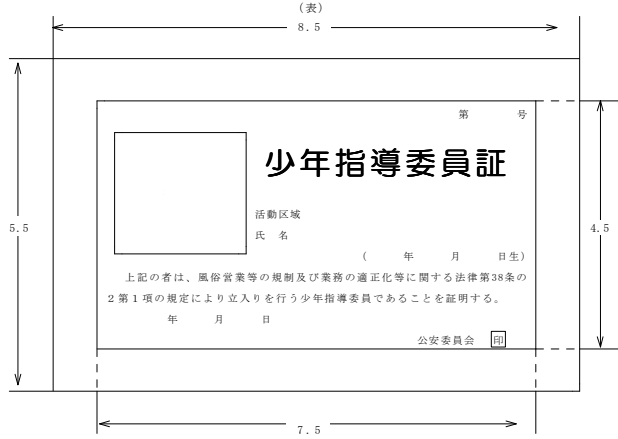 (表)
8.5
第 号
少年指導委員証
活動区域
氏 名
( 年 月 日生)
上記の者は、風俗営業等の規制及び業務の適正化等に関する法律第38条の
2第1項の規定により立入りを行う少年指導委員であることを証明する。
年 月 日
公安委員会 印
5.5
4.5
7.5